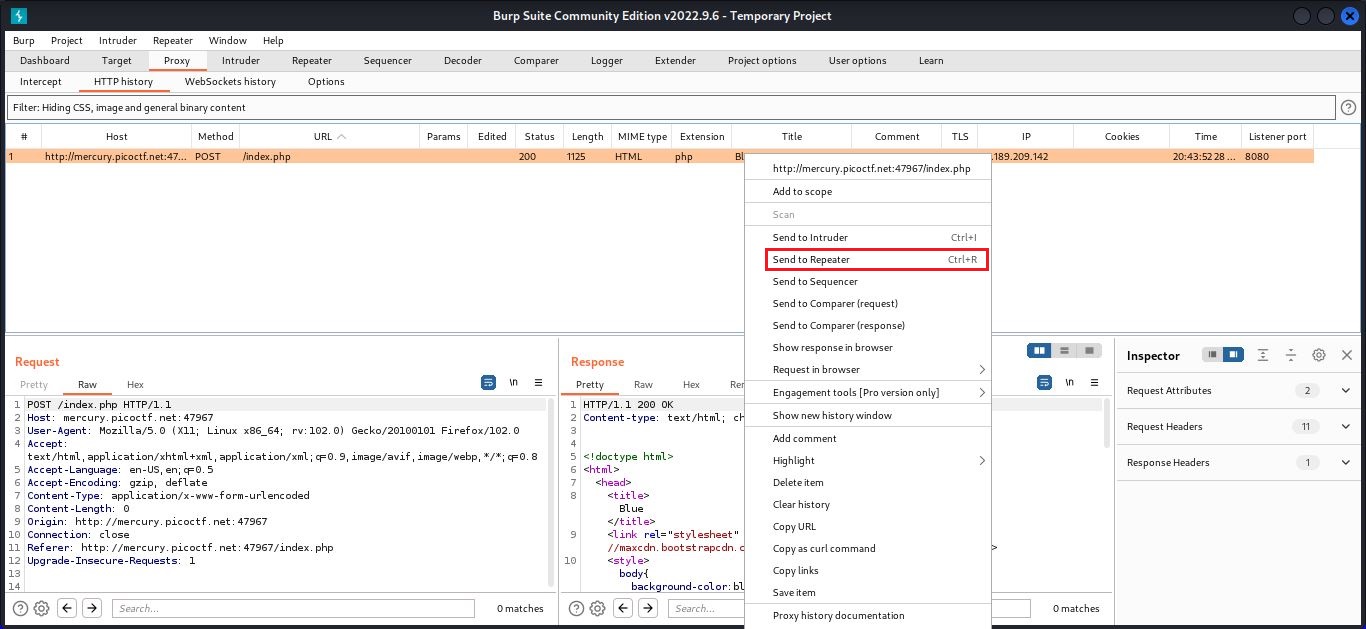 Burp Suite Community Edition v2022.9.6 - Temporary Project
Burp Project Intruder Repeater Window Help
Dashboard Target Proxy Intruder Repeater Sequencer Decoder Comparer Logger Extender Project options User options Learn
Intercept HTTP history WebSockets history Options
Filter: Hiding CSS, image and general binary content
# Host Method URL Params Edited Status Length MIME type Extension Title Comment TLS IP Cookies Time Listener port
1 http://mercury.picoctf.net:47... POST /index.php 200 1125 HTML php .189.209.142 20:43:52 28 ... 8080
http://mercury.picoctf.net:47967/index.php
Add to scope
Scan
Send to Intruder Ctrl+I
Send to Repeater Ctrl+R
Send to Sequencer
Send to Comparer (request)
Send to Comparer (response)
Show response in browser
Request in browser
Engagement tools [Pro version only]
Show new history window
Add comment
Highlight
Delete item
Clear history
Copy URL
Copy as curl command
Copy links
Save item
Proxy history documentation
Request
Pretty Raw Hex
\n
1 POST /index.php HTTP/1.1
2 Host: mercury.picoctf.net:47967
3 User-Agent: Mozilla/5.0 (X11; Linux x86_64; rv:102.0) Gecko/20100101 Firefox/102.0
4 Accept:
text/html,application/xhtml+xml,application/xml;q=0.9,image/avif,image/webp,*/*;q=0.8
5 Accept-Language: en-US,en;q=0.5
6 Accept-Encoding: gzip, deflate
7 Content-Type: application/x-www-form-urlencoded
8 Content-Length: 0
9 Origin: http://mercury.picoctf.net:47967
10 Connection: close
11 Referer: http://mercury.picoctf.net:47967/index.php
12 Upgrade-Insecure-Requests: 1
13
14
Search...
0 matches
Response
Pretty Raw Hex Ren
\n
1 HTTP/1.1 200 OK
2 Content-type: text/html; ch
3
4
5 <!doctype html>
6 <html>
7 <head>
8 <title>
Blue
</title>
9 <link rel="stylesheet"
//maxcdn.bootstrapcdn.c >
10 <style>
body{
background-color:bl
Search...
0 matches
Inspector
Request Attributes 2
Request Headers 11
Response Headers 1